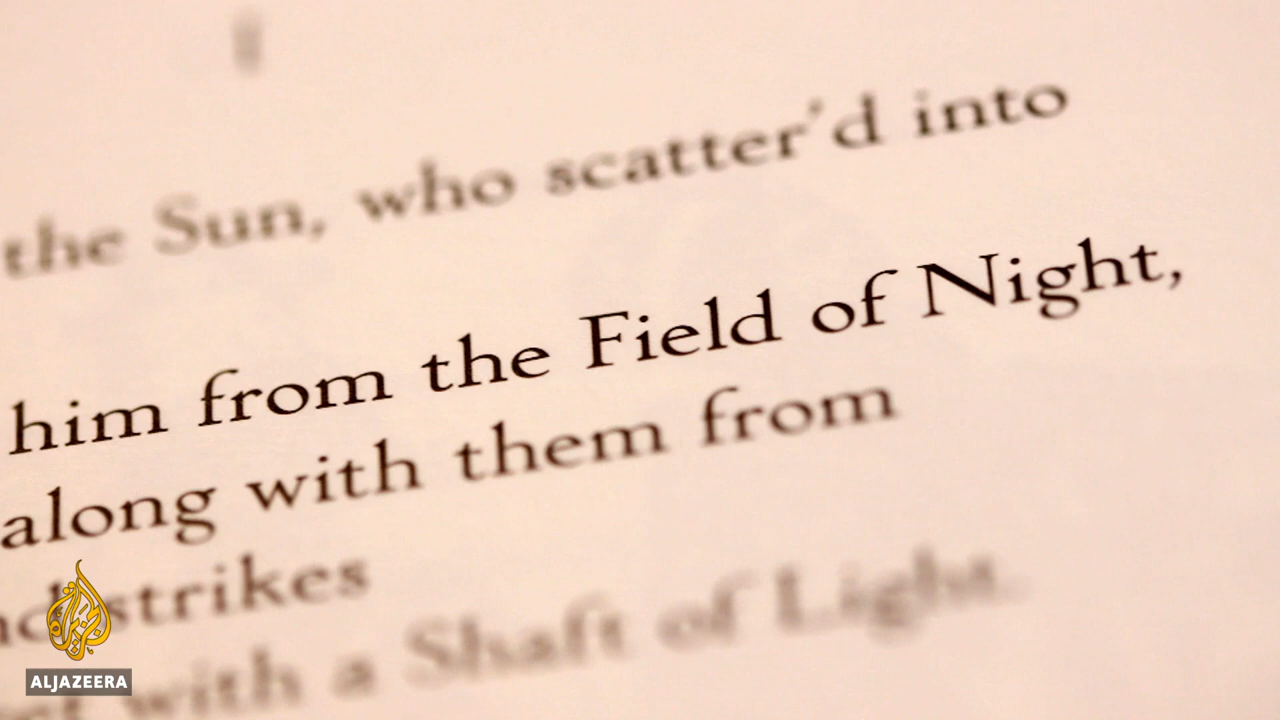 the Sun, who scatter'd into
him from the Field of Night,
along with them from
strikes
with a Shaft of Light.
الجزيرة
ALJAZEERA